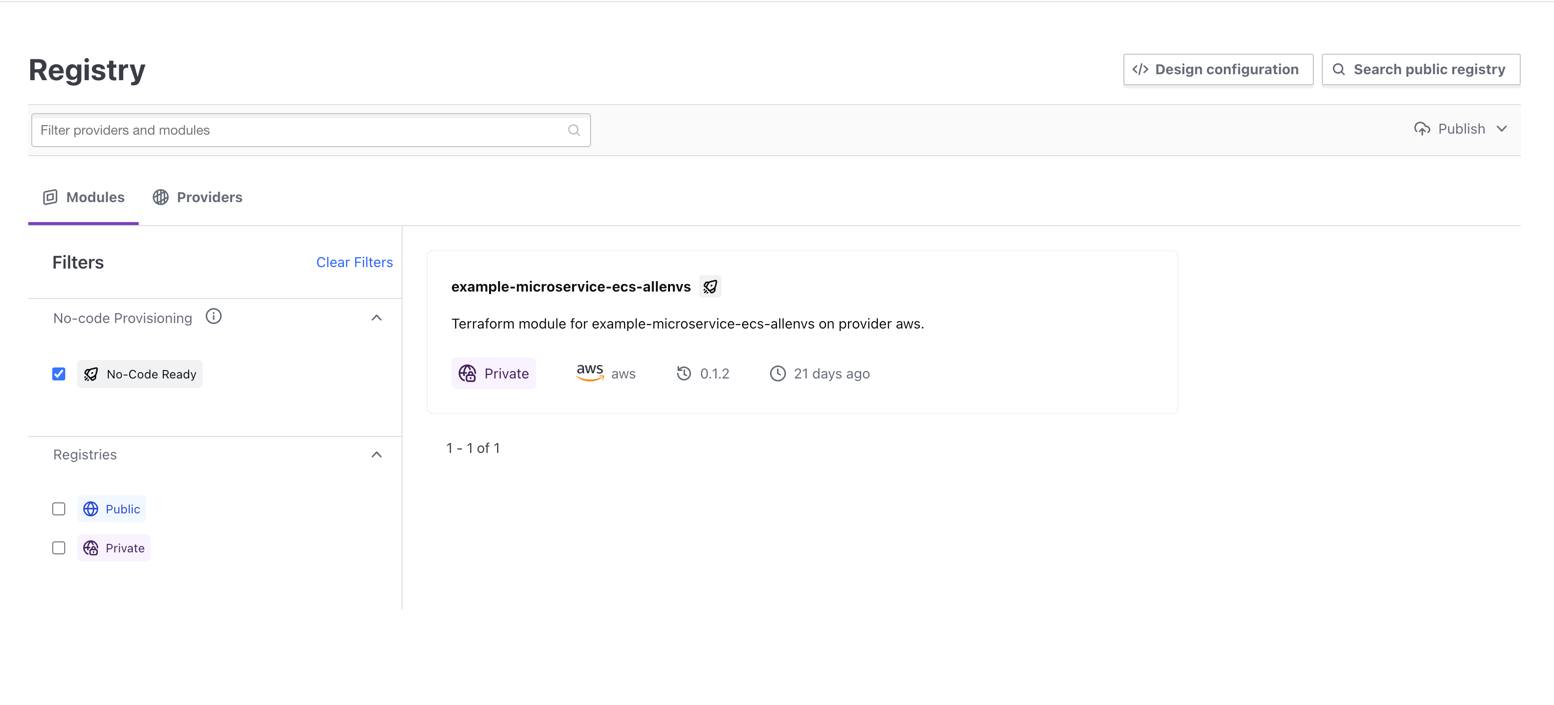 Registry
</> Design configuration
Search public registry
Filter providers and modules
Publish
Modules
Providers
Filters
Clear Filters
No-code Provisioning
No-Code Ready
Registries
Public
Private
example-microservice-ecs-allenvs
Terraform module for example-microservice-ecs-allenvs on provider aws.
Private
aws aws
0.1.2
21 days ago
1 - 1 of 1